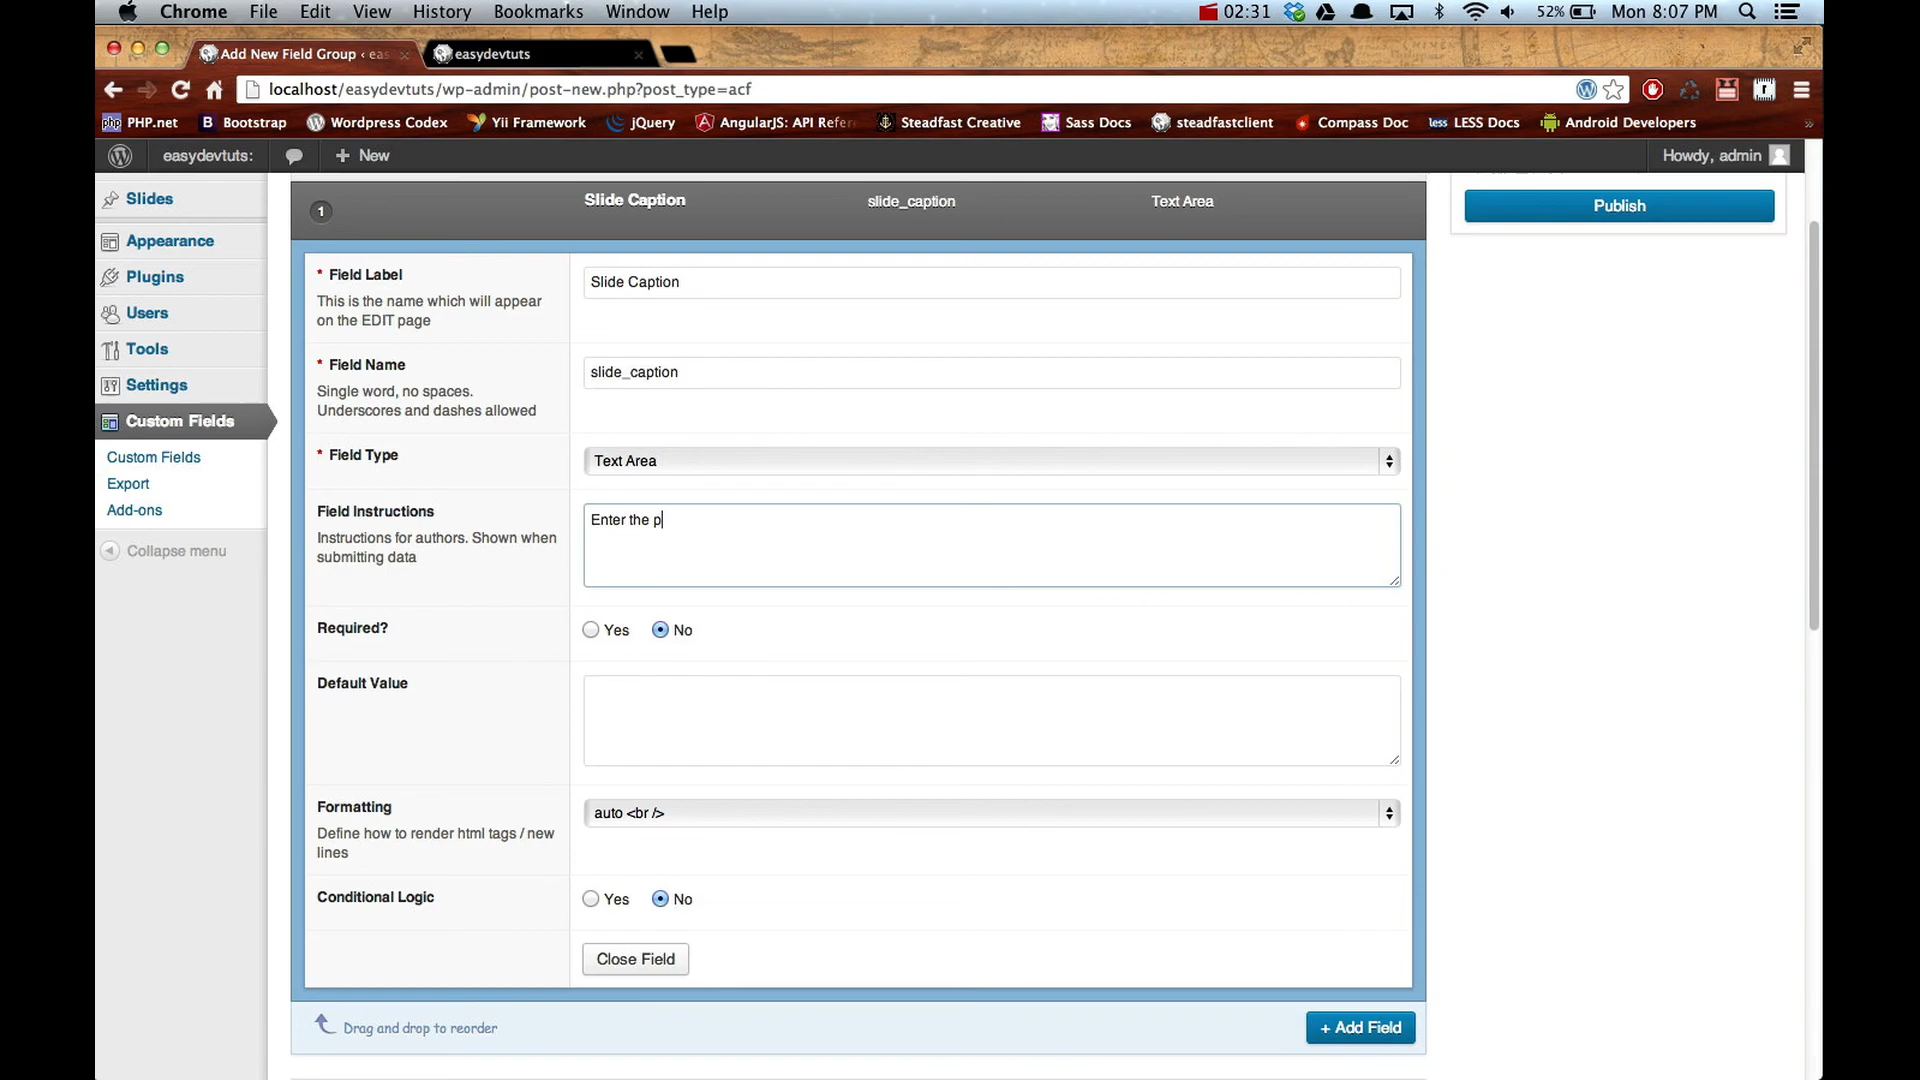 Chrome File Edit View History Bookmarks Window Help 02:31 52% Mon 8:07 PM
Add New Field Group ‹ eas easydevtuts
localhost/easydevtuts/wp-admin/post-new.php?post_type=acf
php PHP.net B Bootstrap Wordpress Codex Yii Framework jQuery AngularJS: API Refer Steadfast Creative Sass Docs steadfastclient Compass Doc less LESS Docs Android Developers »
easydevtuts: + New Howdy, admin
Slides
Appearance
Plugins
Users
Tools
Settings
Custom Fields
Custom Fields
Export
Add-ons
Collapse menu
1 Slide Caption slide_caption Text Area
* Field Label
This is the name which will appear
on the EDIT page
Slide Caption
* Field Name
Single word, no spaces.
Underscores and dashes allowed
slide_caption
* Field Type
Text Area
Field Instructions
Instructions for authors. Shown when
submitting data
Enter the p
Required?
Yes No
Default Value
Formatting
Define how to render html tags / new
lines
auto <br />
Conditional Logic
Yes No
Close Field
Drag and drop to reorder
+ Add Field
Publish